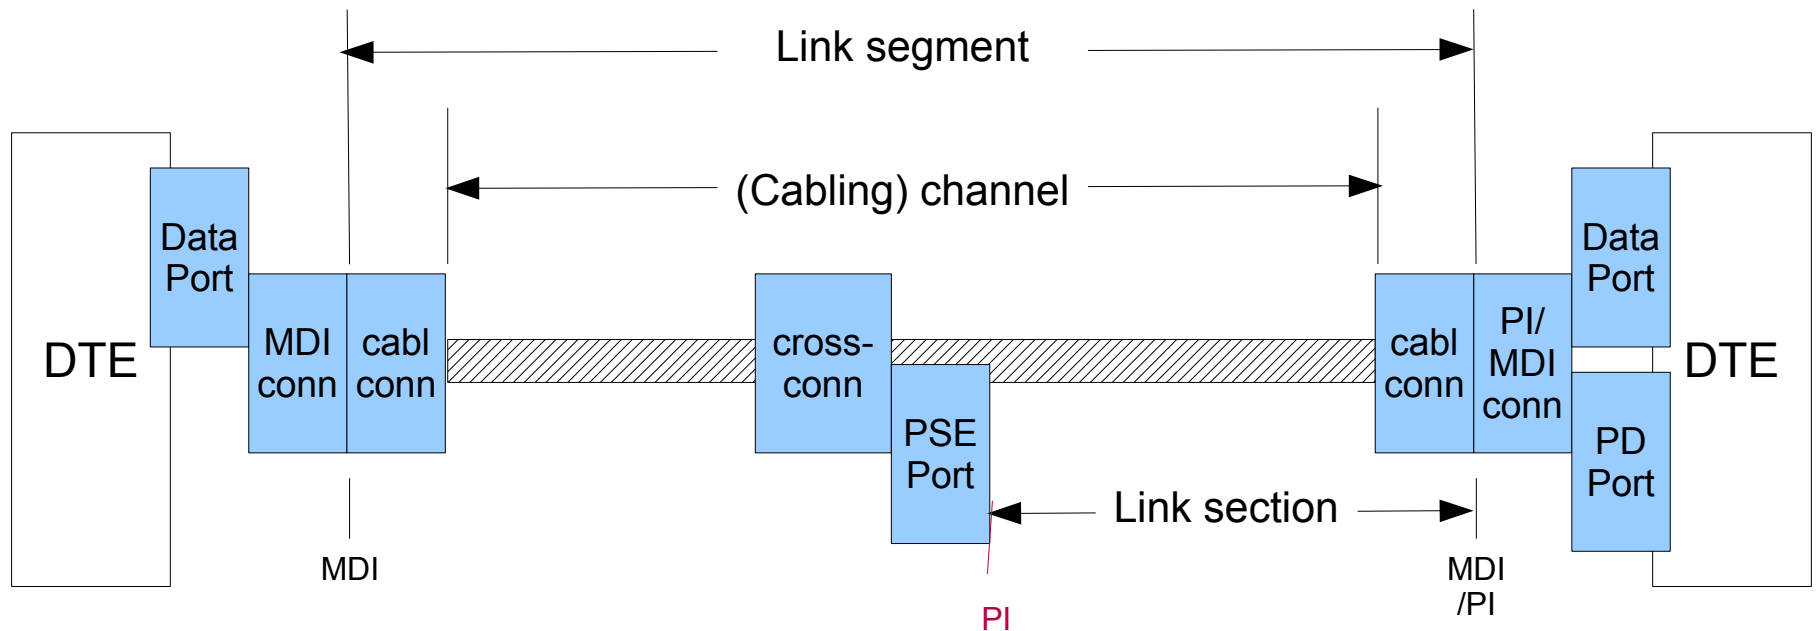 Link segment
(Cabling) channel
Data
Port
Data
Port
DTE
MDI
conn
cabl
conn
cross-
conn
cabl
conn
PI/
MDI
conn
DTE
PSE
Port
PD
Port
Link section
MDI
MDI
/PI
PI